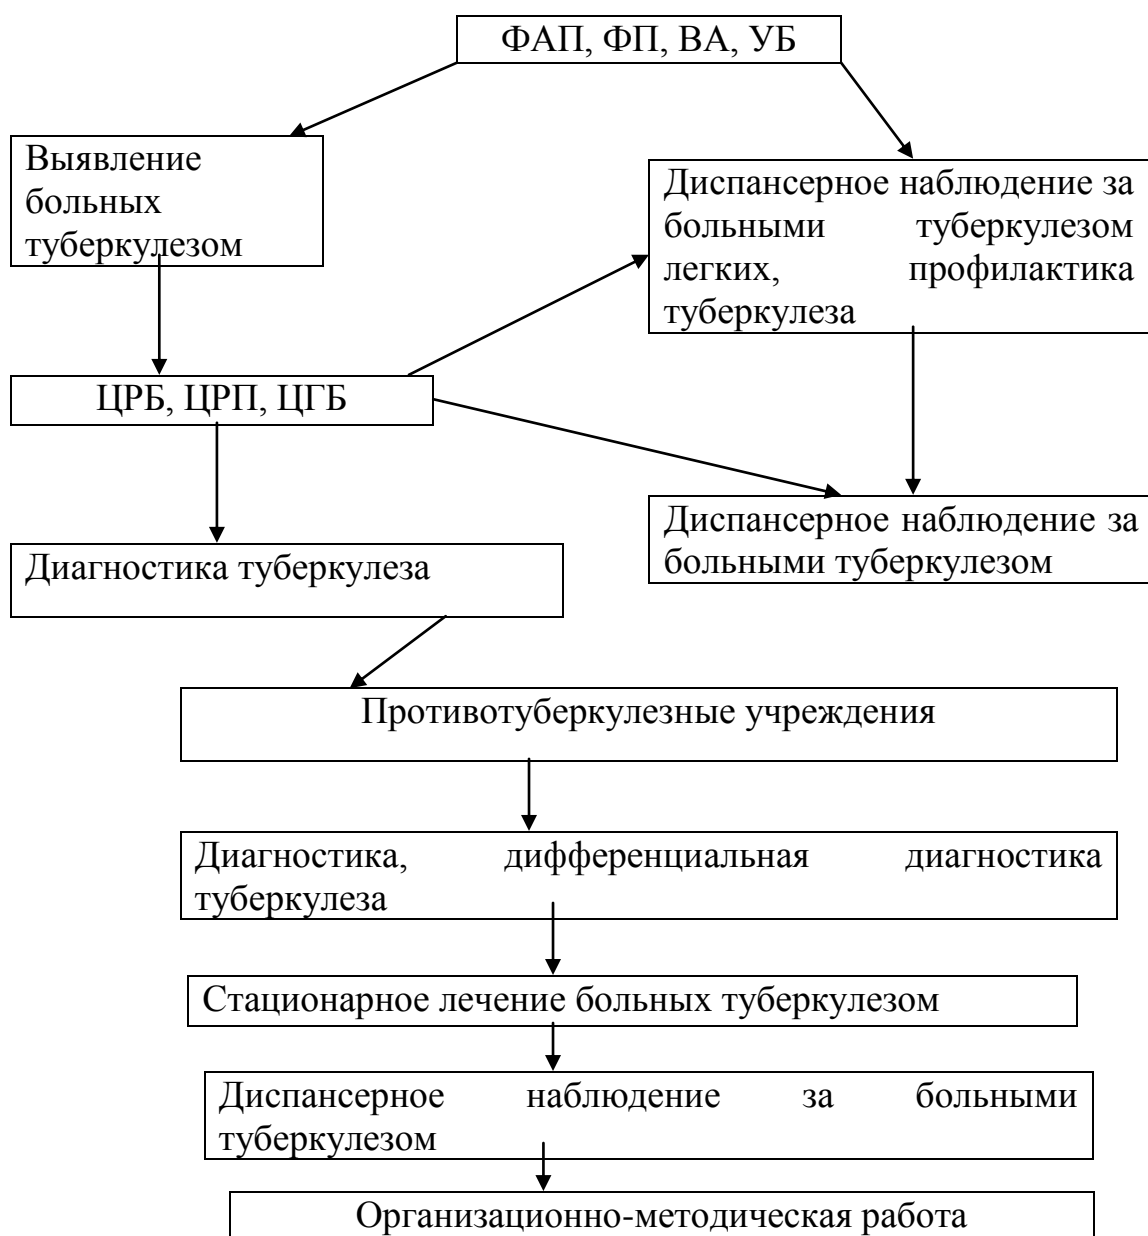 ФАП, ФП, ВА, УБ
Выявление
больных
туберкулезом
Диспансерное наблюдение за
больными туберкулезом
легких, профилактика
туберкулеза
ЦРБ, ЦРП, ЦГБ
Диспансерное наблюдение за
больными туберкулезом
Диагностика туберкулеза
Противотуберкулезные учреждения
Диагностика, дифференциальная диагностика
туберкулеза
Стационарное лечение больных туберкулезом
Диспансерное наблюдение за больными
туберкулезом
Организационно-методическая работа